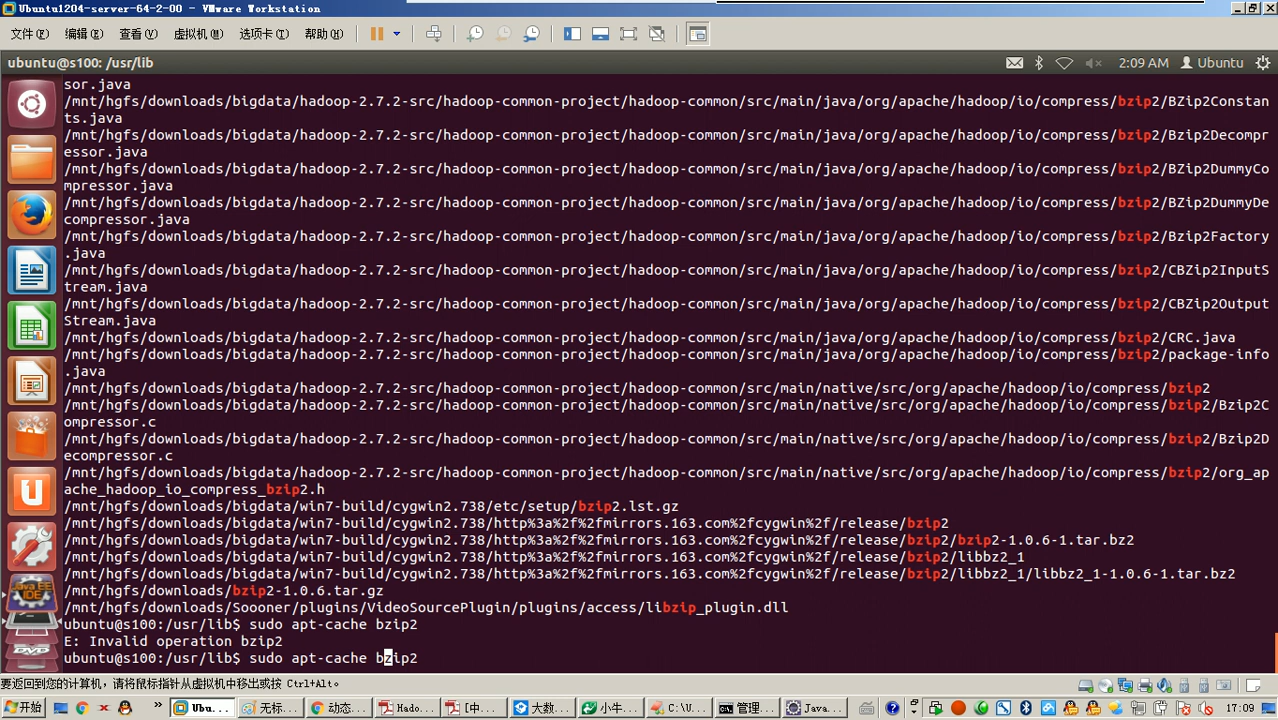 Ubuntu1204-server-64-2-00 - VMware Workstation
文件(F) 编辑(E) 查看(V) 虚拟机(M) 选项卡(T) 帮助(H)
ubuntu@s100: /usr/lib 2:09 AM Ubuntu
sor.java
/mnt/hgfs/downloads/bigdata/hadoop-2.7.2-src/hadoop-common-project/hadoop-common/src/main/java/org/apache/hadoop/io/compress/bzip2/BZip2Constan
ts.java
/mnt/hgfs/downloads/bigdata/hadoop-2.7.2-src/hadoop-common-project/hadoop-common/src/main/java/org/apache/hadoop/io/compress/bzip2/Bzip2Decompr
essor.java
/mnt/hgfs/downloads/bigdata/hadoop-2.7.2-src/hadoop-common-project/hadoop-common/src/main/java/org/apache/hadoop/io/compress/bzip2/BZip2DummyCo
mpressor.java
/mnt/hgfs/downloads/bigdata/hadoop-2.7.2-src/hadoop-common-project/hadoop-common/src/main/java/org/apache/hadoop/io/compress/bzip2/BZip2DummyDe
compressor.java
/mnt/hgfs/downloads/bigdata/hadoop-2.7.2-src/hadoop-common-project/hadoop-common/src/main/java/org/apache/hadoop/io/compress/bzip2/Bzip2Factory
.java
/mnt/hgfs/downloads/bigdata/hadoop-2.7.2-src/hadoop-common-project/hadoop-common/src/main/java/org/apache/hadoop/io/compress/bzip2/CBZip2InputS
tream.java
/mnt/hgfs/downloads/bigdata/hadoop-2.7.2-src/hadoop-common-project/hadoop-common/src/main/java/org/apache/hadoop/io/compress/bzip2/CBZip2Output
Stream.java
/mnt/hgfs/downloads/bigdata/hadoop-2.7.2-src/hadoop-common-project/hadoop-common/src/main/java/org/apache/hadoop/io/compress/bzip2/CRC.java
/mnt/hgfs/downloads/bigdata/hadoop-2.7.2-src/hadoop-common-project/hadoop-common/src/main/java/org/apache/hadoop/io/compress/bzip2/package-info
.java
/mnt/hgfs/downloads/bigdata/hadoop-2.7.2-src/hadoop-common-project/hadoop-common/src/main/native/src/org/apache/hadoop/io/compress/bzip2
/mnt/hgfs/downloads/bigdata/hadoop-2.7.2-src/hadoop-common-project/hadoop-common/src/main/native/src/org/apache/hadoop/io/compress/bzip2/Bzip2C
ompressor.c
/mnt/hgfs/downloads/bigdata/hadoop-2.7.2-src/hadoop-common-project/hadoop-common/src/main/native/src/org/apache/hadoop/io/compress/bzip2/Bzip2D
ecompressor.c
/mnt/hgfs/downloads/bigdata/hadoop-2.7.2-src/hadoop-common-project/hadoop-common/src/main/native/src/org/apache/hadoop/io/compress/bzip2/org_ap
ache_hadoop_io_compress_bzip2.h
/mnt/hgfs/downloads/bigdata/win7-build/cygwin2.738/etc/setup/bzip2.lst.gz
/mnt/hgfs/downloads/bigdata/win7-build/cygwin2.738/http%3a%2f%2fmirrors.163.com%2fcygwin%2f/release/bzip2
/mnt/hgfs/downloads/bigdata/win7-build/cygwin2.738/http%3a%2f%2fmirrors.163.com%2fcygwin%2f/release/bzip2/bzip2-1.0.6-1.tar.bz2
/mnt/hgfs/downloads/bigdata/win7-build/cygwin2.738/http%3a%2f%2fmirrors.163.com%2fcygwin%2f/release/bzip2/libbz2_1
/mnt/hgfs/downloads/bigdata/win7-build/cygwin2.738/http%3a%2f%2fmirrors.163.com%2fcygwin%2f/release/bzip2/libbz2_1/libbz2_1-1.0.6-1.tar.bz2
/mnt/hgfs/downloads/bzip2-1.0.6.tar.gz
/mnt/hgfs/downloads/Soooner/plugins/VideoSourcePlugin/plugins/access/libzip_plugin.dll
ubuntu@s100:/usr/lib$ sudo apt-cache bzip2
E: Invalid operation bzip2
ubuntu@s100:/usr/lib$ sudo apt-cache bzip2
要返回到您的计算机，请将鼠标指针从虚拟机中移出或按 Ctrl+Alt。
开始 » Ubu... 无标... 动态... Hado... [中... 大数... 小牛... C:\U... 管理... Java... 17:09